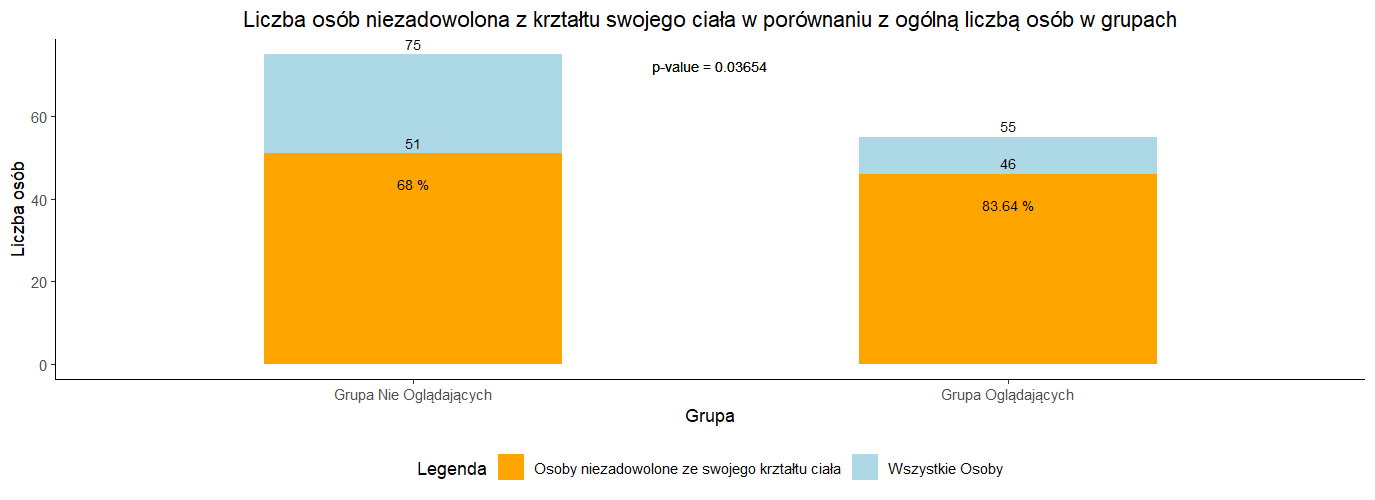 Liczba osób niezadowolona z krztałtu swojego ciała w porównaniu z ogólną liczbą osób w grupach
75
p-value = 0.03654
60
55
51
46
40
68 %
83.64 %
Liczba osób
20
0
Grupa Nie Oglądających
Grupa Oglądających
Grupa
Legenda
Osoby niezadowolone ze swojego krztałtu ciała
Wszystkie Osoby